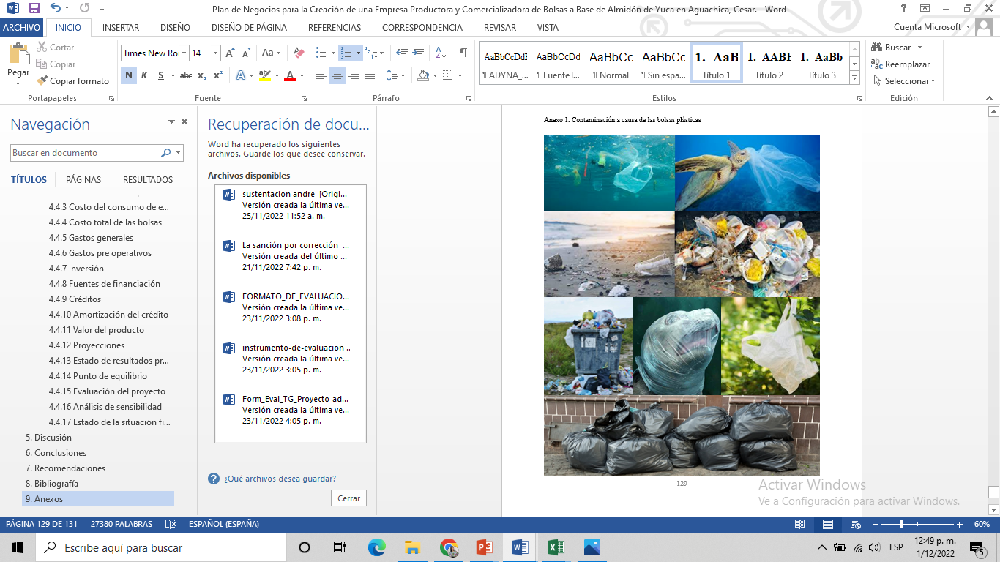 Plan de Negocios para la Creación de una Empresa Productora y Comercializadora de Bolsas a Base de Almidón de Yuca en Aguachica, Cesar. - Word
ARCHIVO INICIO INSERTAR DISEÑO DISEÑO DE PÁGINA REFERENCIAS CORRESPONDENCIA REVISAR VISTA Cuenta Microsoft
Pegar
Cortar
Copiar
Copiar formato
Portapapeles
Times New Ro 14
N K S abc x₂ x²
Fuente
Párrafo
AaBbCcDdE AaBbCcDd AaBbCc AaBbCc 1. AaB 1. AABI 1. AaBb
¶ ADYNA_... ¶ FuenteT... ¶ Normal ¶ Sin espa... Título 1 Título 2 Título 3
Estilos
Buscar
Reemplazar
Seleccionar
Edición
Navegación
Buscar en documento
TÍTULOS PÁGINAS RESULTADOS
4.4.3 Costo del consumo de e...
4.4.4 Costo total de las bolsas
4.4.5 Gastos generales
4.4.6 Gastos pre operativos
4.4.7 Inversión
4.4.8 Fuentes de financiación
4.4.9 Créditos
4.4.10 Amortización del crédito
4.4.11 Valor del producto
4.4.12 Proyecciones
4.4.13 Estado de resultados pr...
4.4.14 Punto de equilibrio
4.4.15 Evaluación del proyecto
4.4.16 Análisis de sensibilidad
4.4.17 Estado de la situación fi...
5. Discusión
6. Conclusiones
7. Recomendaciones
8. Bibliografía
9. Anexos
Recuperación de docu...
Word ha recuperado los siguientes
archivos. Guarde los que desee conservar.
Archivos disponibles
sustentacion andre [Origi...
Versión creada la última ve...
25/11/2022 11:52 a. m.
La sanción por corrección ...
Versión creada del último ...
21/11/2022 7:42 p. m.
FORMATO_DE_EVALUACIO...
Versión creada la última ve...
23/11/2022 3:08 p. m.
instrumento-de-evaluacion ..
Versión creada la última ve...
23/11/2022 3:05 p. m.
Form_Eval_TG_Proyecto-ad...
Versión creada la última ve...
23/11/2022 4:05 p. m.
¿Qué archivos desea guardar?
Cerrar
Anexo 1. Contaminación a causa de las bolsas plásticas
129
Activar Windows
Ve a Configuración para activar Windows.
PÁGINA 129 DE 131 27380 PALABRAS ESPAÑOL (ESPAÑA) 60%
Escribe aquí para buscar
ESP
12:49 p. m.
1/12/2022
5